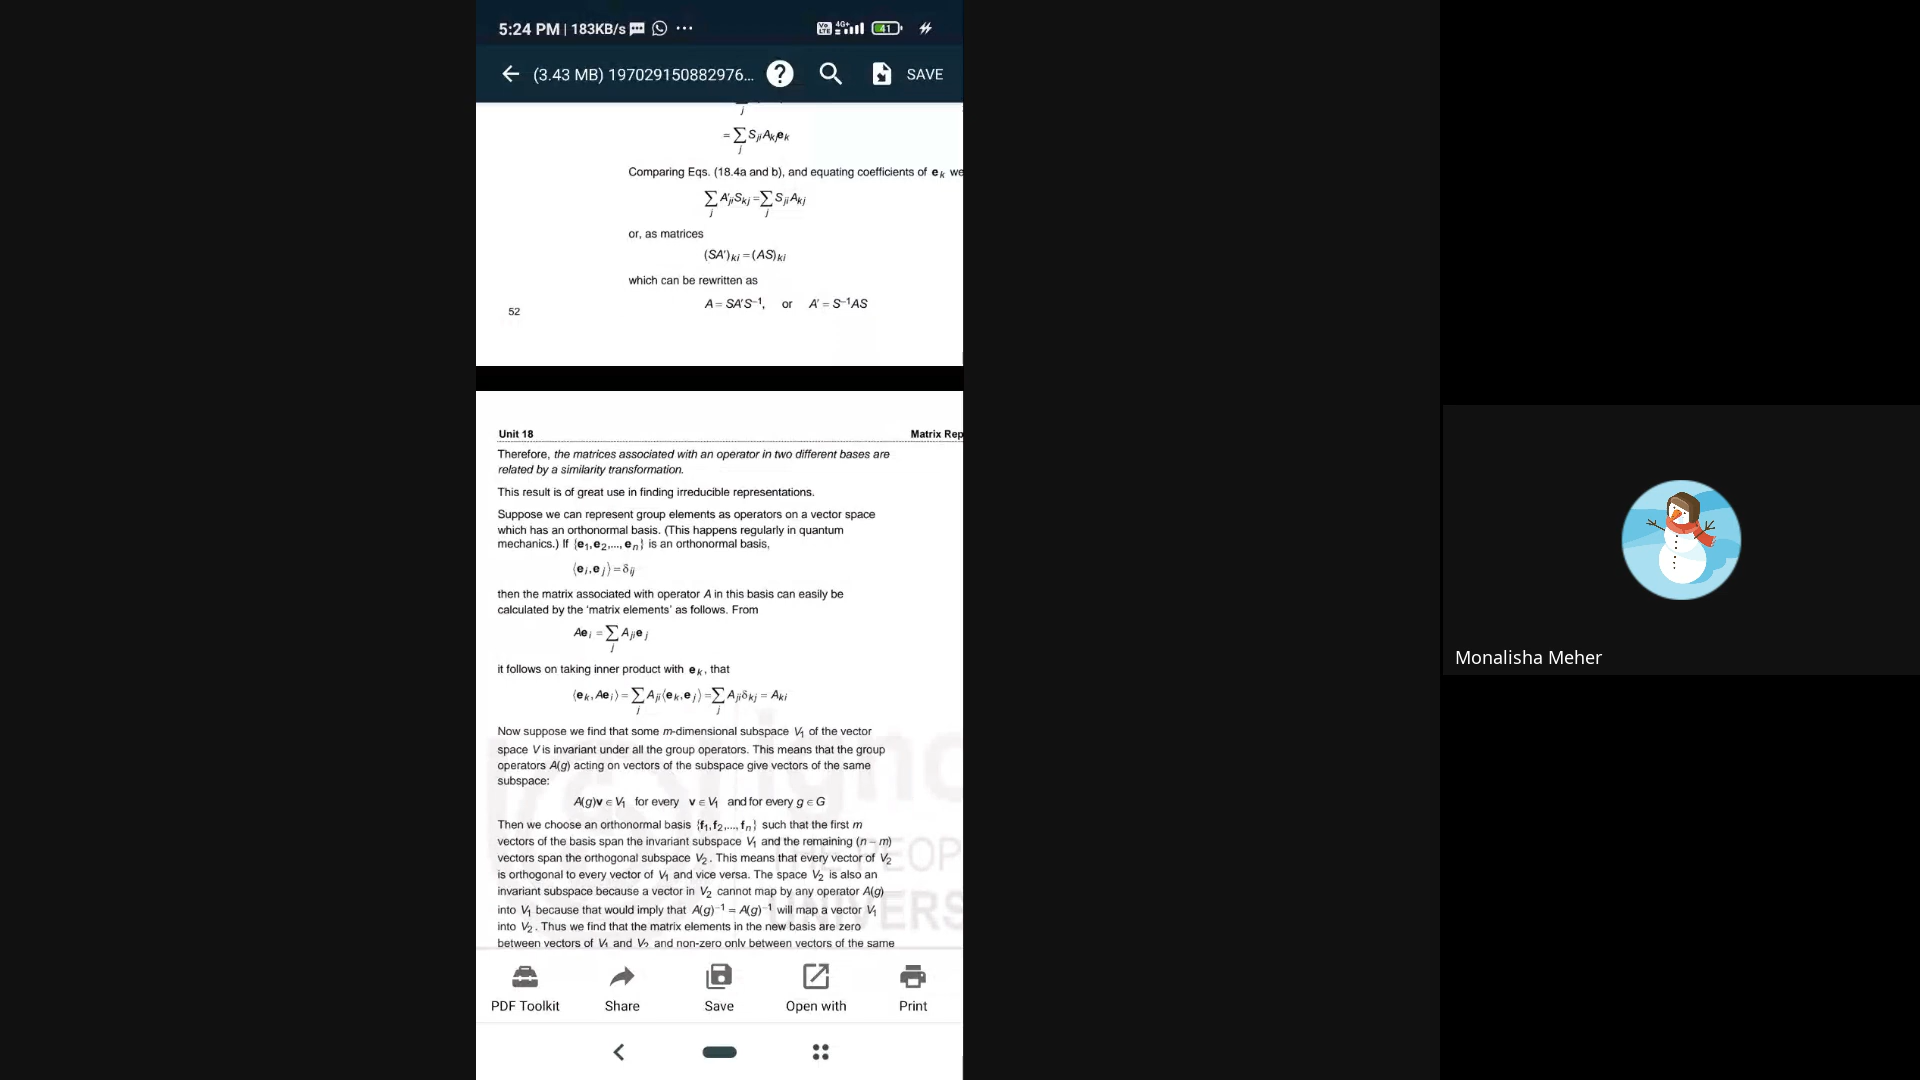 5:24 PM | 183KB/s
4G+
41
(3.43 MB) 197029150882976... ? SAVE
j
= ∑ S_ji A_kj e_k
j
Comparing Eqs. (18.4a and b), and equating coefficients of e_k we
∑ A'_ji S_kj = ∑ S_ji A_kj
j j
or, as matrices
(SA')_ki = (AS)_ki
which can be rewritten as
A = SA'S⁻¹, or A' = S⁻¹AS
52
Unit 18 Matrix Rep
Therefore, the matrices associated with an operator in two different bases are
related by a similarity transformation.
This result is of great use in finding irreducible representations.
Suppose we can represent group elements as operators on a vector space
which has an orthonormal basis. (This happens regularly in quantum
mechanics.) If {e₁, e₂,..., e_n} is an orthonormal basis,
⟨e_i, e_j⟩ = δ_ij
then the matrix associated with operator A in this basis can easily be
calculated by the 'matrix elements' as follows. From
Ae_i = ∑ A_ji e_j
j
it follows on taking inner product with e_k, that
⟨e_k, Ae_i⟩ = ∑ A_ji ⟨e_k, e_j⟩ = ∑ A_ji δ_kj = A_ki
j j
Now suppose we find that some m-dimensional subspace V₁ of the vector
space V is invariant under all the group operators. This means that the group
operators A(g) acting on vectors of the subspace give vectors of the same
subspace:
A(g)v ∈ V₁ for every v ∈ V₁ and for every g ∈ G
Then we choose an orthonormal basis {f₁, f₂,..., f_n} such that the first m
vectors of the basis span the invariant subspace V₁ and the remaining (n – m)
vectors span the orthogonal subspace V₂. This means that every vector of V₂
is orthogonal to every vector of V₁ and vice versa. The space V₂ is also an
invariant subspace because a vector in V₂ cannot map by any operator A(g)
into V₁ because that would imply that A(g)⁻¹ = A(g)⁻¹ will map a vector V₁
into V₂. Thus we find that the matrix elements in the new basis are zero
between vectors of V₁ and V₂ and non-zero only between vectors of the same
ignc
THE PEOP
UNIVERS
PDF Toolkit Share Save Open with Print
Monalisha Meher